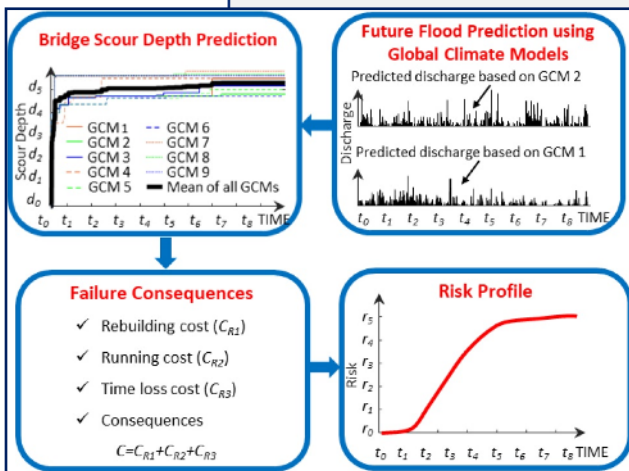 Bridge Scour Depth Prediction
Scour Depth
d5
d4
d3
d2
d1
d0
GCM 1
GCM 2
GCM 3
GCM 4
GCM 5
GCM 6
GCM 7
GCM 8
GCM 9
Mean of all GCMs
t0 t1 t2 t3 t4 t5 t6 t7 t8 TIME
Future Flood Prediction using
Global Climate Models
Predicted discharge based on GCM 2
Discharge
Predicted discharge based on GCM 1
t0 t1 t2 t3 t4 t5 t6 t7 t8 TIME
Failure Consequences
✓ Rebuilding cost (CR1)
✓ Running cost (CR2)
✓ Time loss cost (CR3)
✓ Consequences
C=CR1+CR2+CR3
Risk Profile
Risk
r5
r4
r3
r2
r1
r0
t0 t1 t2 t3 t4 t5 t6 t7 t8 TIME